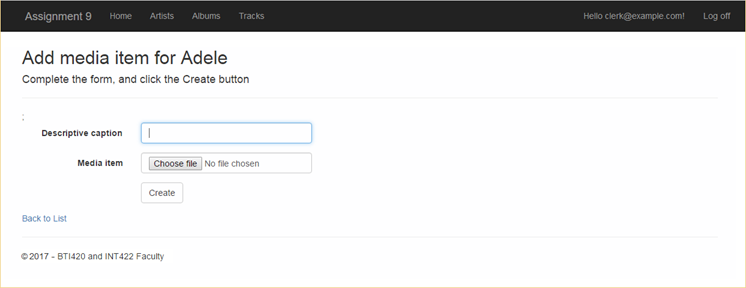 Assignment 9 Home Artists Albums Tracks Hello clerk@example.com! Log off
Add media item for Adele
Complete the form, and click the Create button
;
Descriptive caption
Media item Choose file No file chosen
Create
Back to List
© 2017 - BTI420 and INT422 Faculty